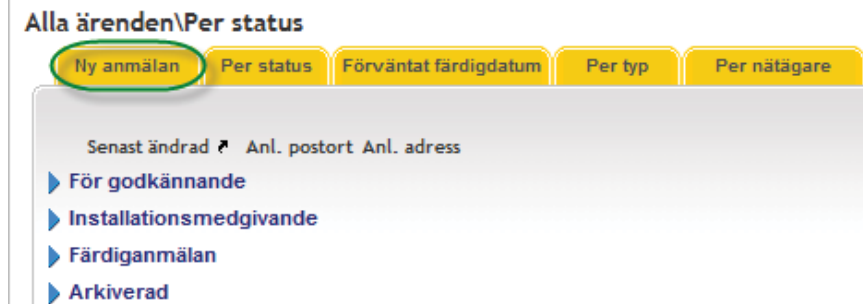 Alla ärenden\Per status
Ny anmälan Per status Förväntat färdigdatum Per typ Per nätägare
Senast ändrad Anl. postort Anl. adress
För godkännande
Installationsmedgivande
Färdiganmälan
Arkiverad